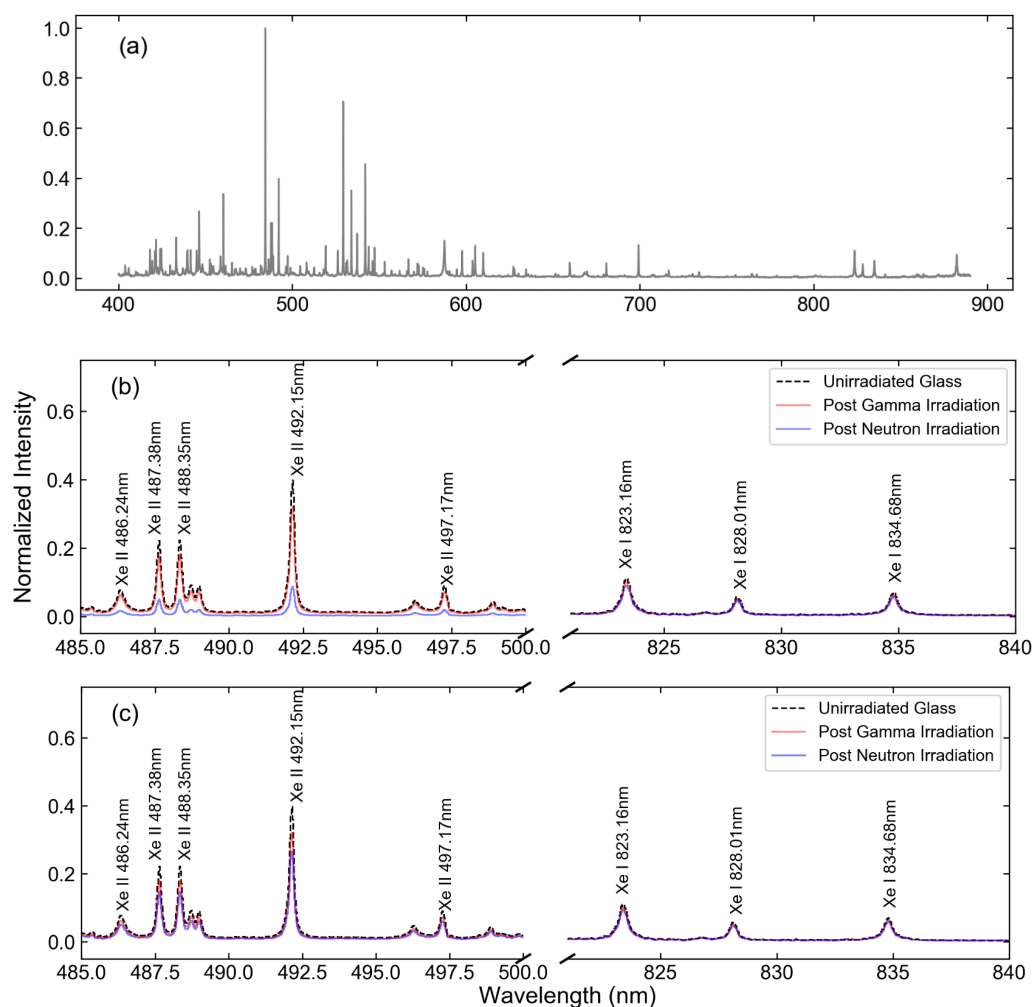 (a)
1.0
0.8
0.6
0.4
0.2
0.0
400 500 600 700 800 900
Normalized Intensity
(b)
0.6
0.4
0.2
0.0
Xe II 486.24nm
Xe II 487.38nm
Xe II 488.35nm
Xe II 492.15nm
Xe II 497.17nm
Xe I 823.16nm
Xe I 828.01nm
Xe I 834.68nm
Unirradiated Glass
Post Gamma Irradiation
Post Neutron Irradiation
485.0 487.5 490.0 492.5 495.0 497.5 500.0 825 830 835 840
(c)
0.6
0.4
0.2
0.0
Xe II 486.24nm
Xe II 487.38nm
Xe II 488.35nm
Xe II 492.15nm
Xe II 497.17nm
Xe I 823.16nm
Xe I 828.01nm
Xe I 834.68nm
Unirradiated Glass
Post Gamma Irradiation
Post Neutron Irradiation
485.0 487.5 490.0 492.5 495.0 497.5 500.0 825 830 835 840
Wavelength (nm)